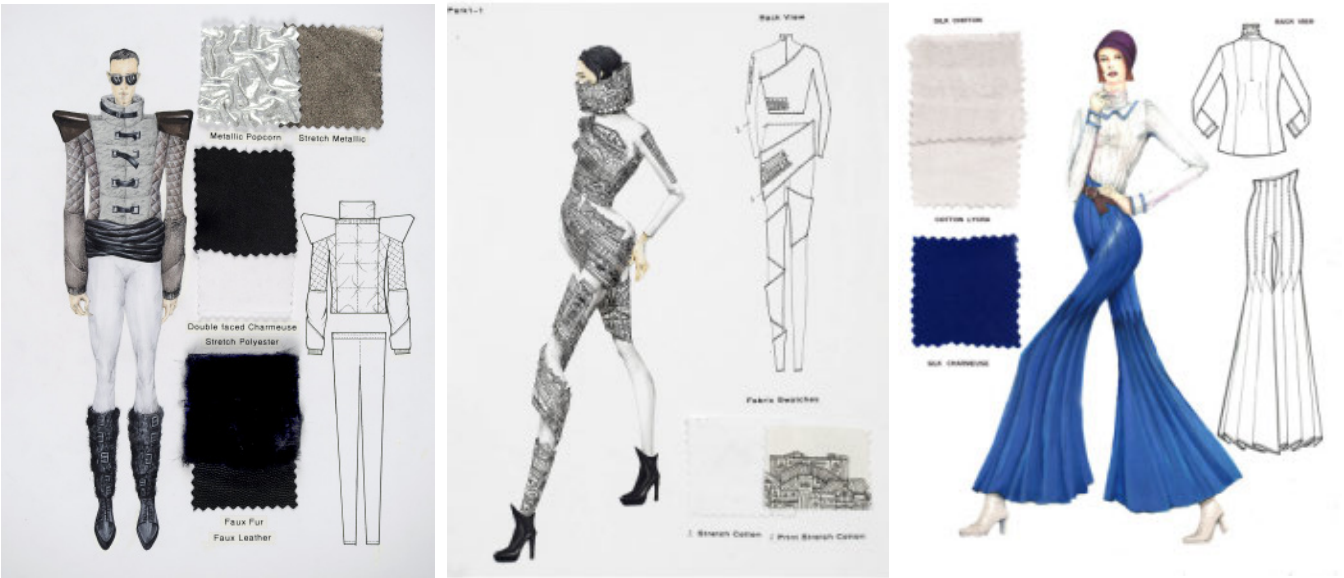 Metallic Popcorn
Stretch Metallic
Double faced Charmeuse
Stretch Polyester
Faux Fur
Faux Leather
Back View
Fabric Swatches
Stretch Cotton
Print Stretch Cotton
SILK CHIFFON
BACK VIEW
COTTON LYCRA
SILK CHARMEUSE